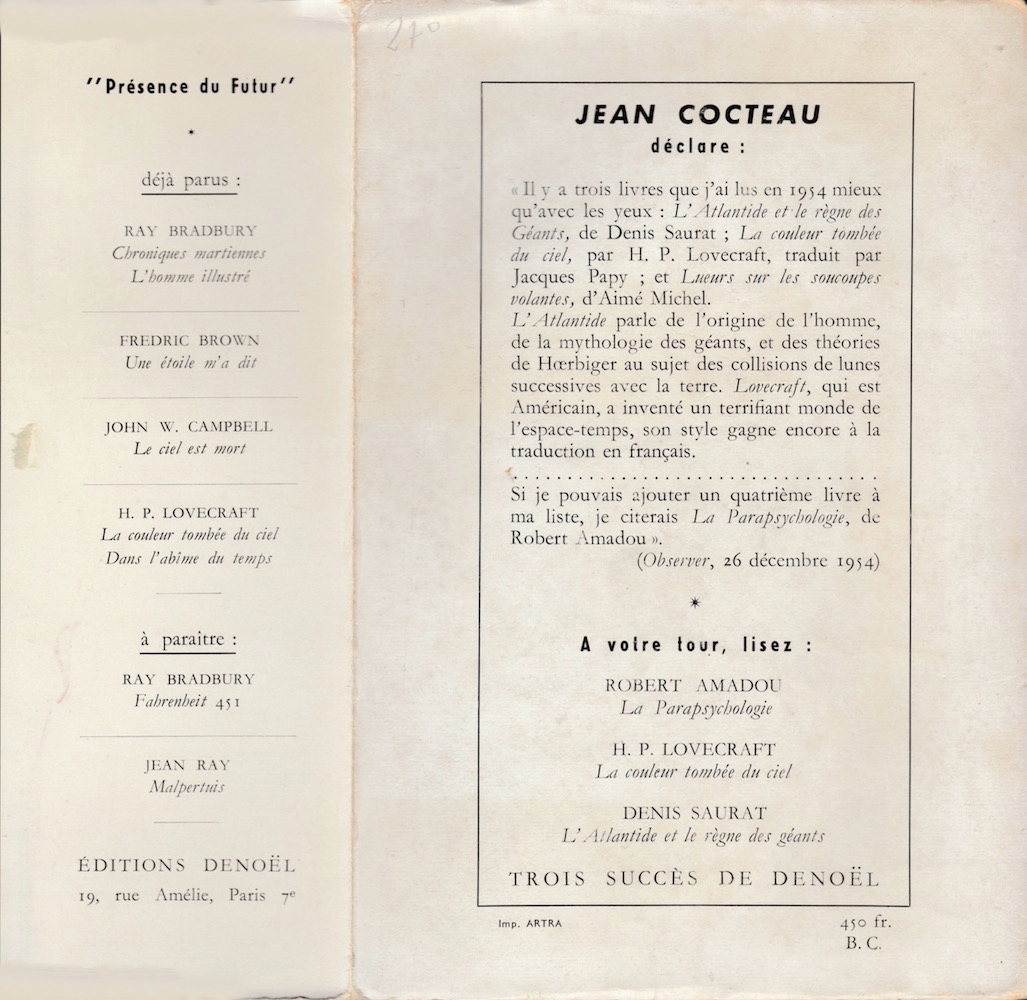 "Présence du Futur"
*
déjà parus :
RAY BRADBURY
Chroniques martiennes
L'homme illustré
FREDRIC BROWN
Une étoile m'a dit
JOHN W. CAMPBELL
Le ciel est mort
H. P. LOVECRAFT
La couleur tombée du ciel
Dans l'abîme du temps
à paraître :
RAY BRADBURY
Fahrenheit 451
JEAN RAY
Malpertuis
ÉDITIONS DENOËL
19, rue Amélie, Paris 7e
270
JEAN COCTEAU
déclare :
« Il y a trois livres que j'ai lus en 1954 mieux
qu'avec les yeux : L'Atlantide et le règne des
Géants, de Denis Saurat ; La couleur tombée
du ciel, par H. P. Lovecraft, traduit par
Jacques Papy ; et Lueurs sur les soucoupes
volantes, d'Aimé Michel.
L'Atlantide parle de l'origine de l'homme,
de la mythologie des géants, et des théories
de Hœrbiger au sujet des collisions de lunes
successives avec la terre. Lovecraft, qui est
Américain, a inventé un terrifiant monde de
l'espace-temps, son style gagne encore à la
traduction en français.
. . . . . . . . . . . . . . . . . . . . . . . . . . . . . . . . . .
Si je pouvais ajouter un quatrième livre à
ma liste, je citerais La Parapsychologie, de
Robert Amadou ».
(Observer, 26 décembre 1954)
*
A votre tour, lisez :
ROBERT AMADOU
La Parapsychologie
H. P. LOVECRAFT
La couleur tombée du ciel
DENIS SAURAT
L'Atlantide et le règne des géants
TROIS SUCCÈS DE DENOËL
Imp. ARTRA
450 fr.
B. C.